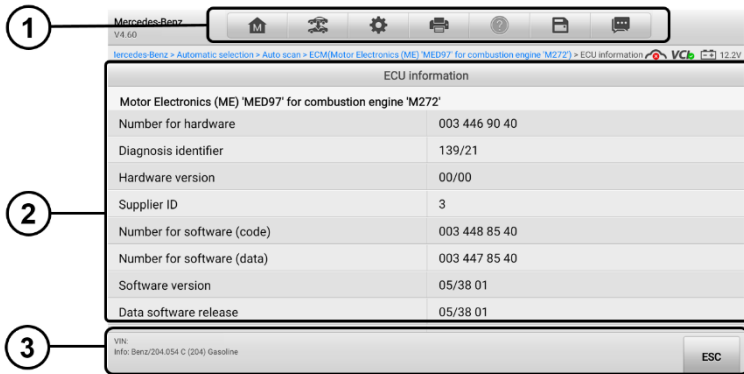 1
Mercedes-Benz
V4.60
M
?
lercedes-Benz > Automatic selection > Auto scan > ECM(Motor Electronics (ME) 'MED97' for combustion engine 'M272') > ECU information
VCI
12.2V
ECU information
Motor Electronics (ME) 'MED97' for combustion engine 'M272'
Number for hardware 003 446 90 40
Diagnosis identifier 139/21
Hardware version 00/00
2
Supplier ID 3
Number for software (code) 003 448 85 40
Number for software (data) 003 447 85 40
Software version 05/38 01
Data software release 05/38 01
3
VIN:
Info: Benz/204.054 C (204) Gasoline
ESC